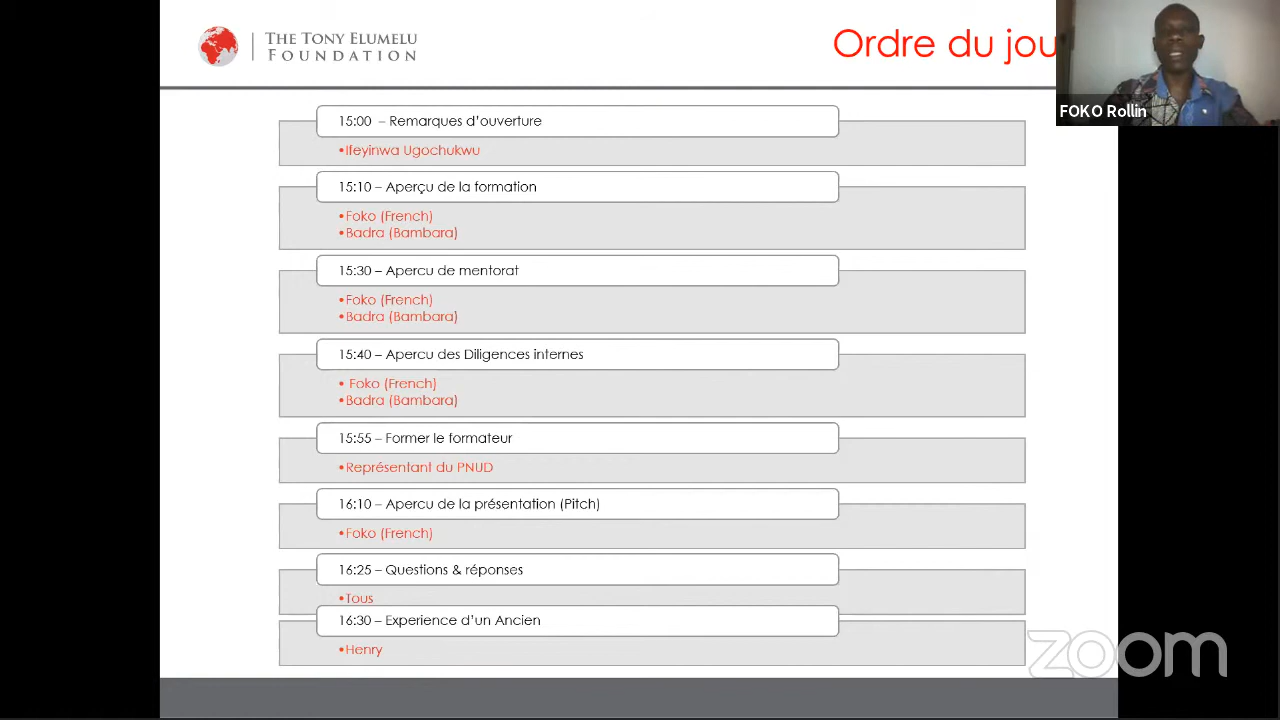 THE TONY ELUMELU
FOUNDATION
Ordre du jou
FOKO Rollin
15:00 – Remarques d'ouverture
•Ifeyinwa Ugochukwu
15:10 – Aperçu de la formation
•Foko (French)
•Badra (Bambara)
15:30 – Apercu de mentorat
•Foko (French)
•Badra (Bambara)
15:40 – Apercu des Diligences internes
• Foko (French)
•Badra (Bambara)
15:55 – Former le formateur
•Représentant du PNUD
16:10 – Apercu de la présentation (Pitch)
•Foko (French)
16:25 – Questions & réponses
•Tous
16:30 – Experience d'un Ancien
•Henry
zoom